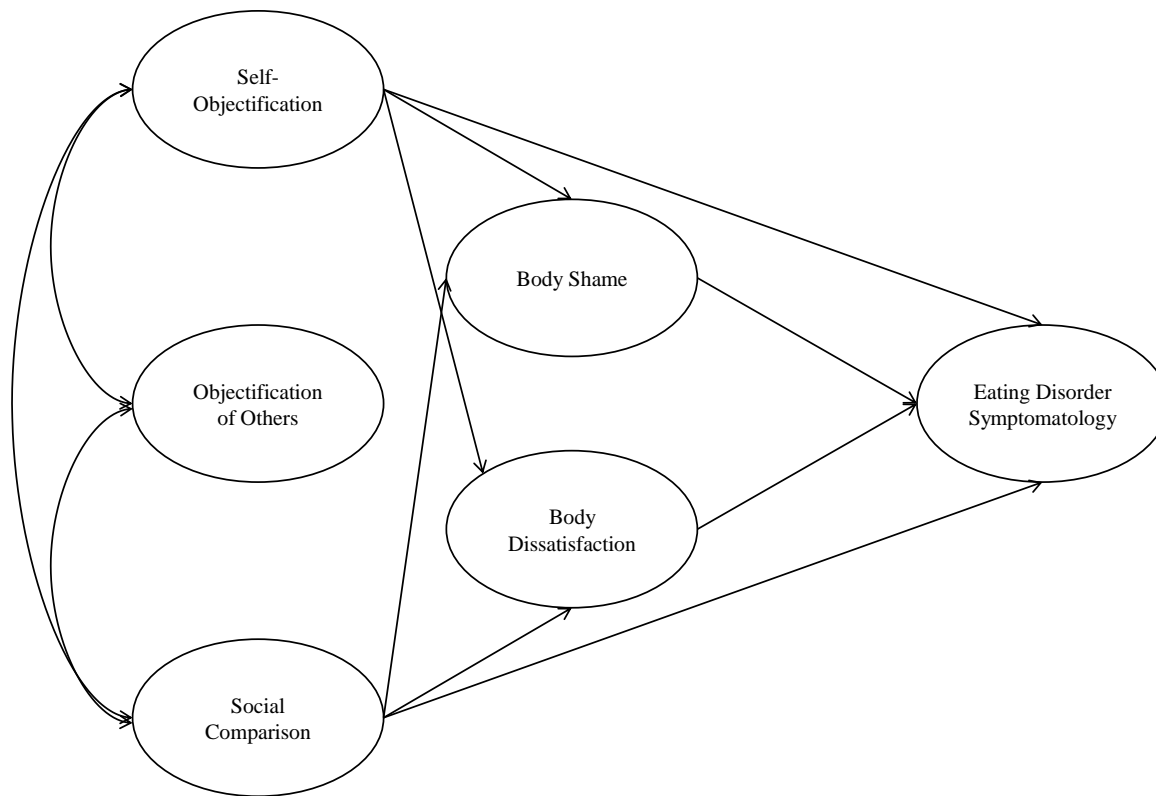 Self-
Objectification
Body Shame
Objectification
of Others
Eating Disorder
Symptomatology
Body
Dissatisfaction
Social
Comparison